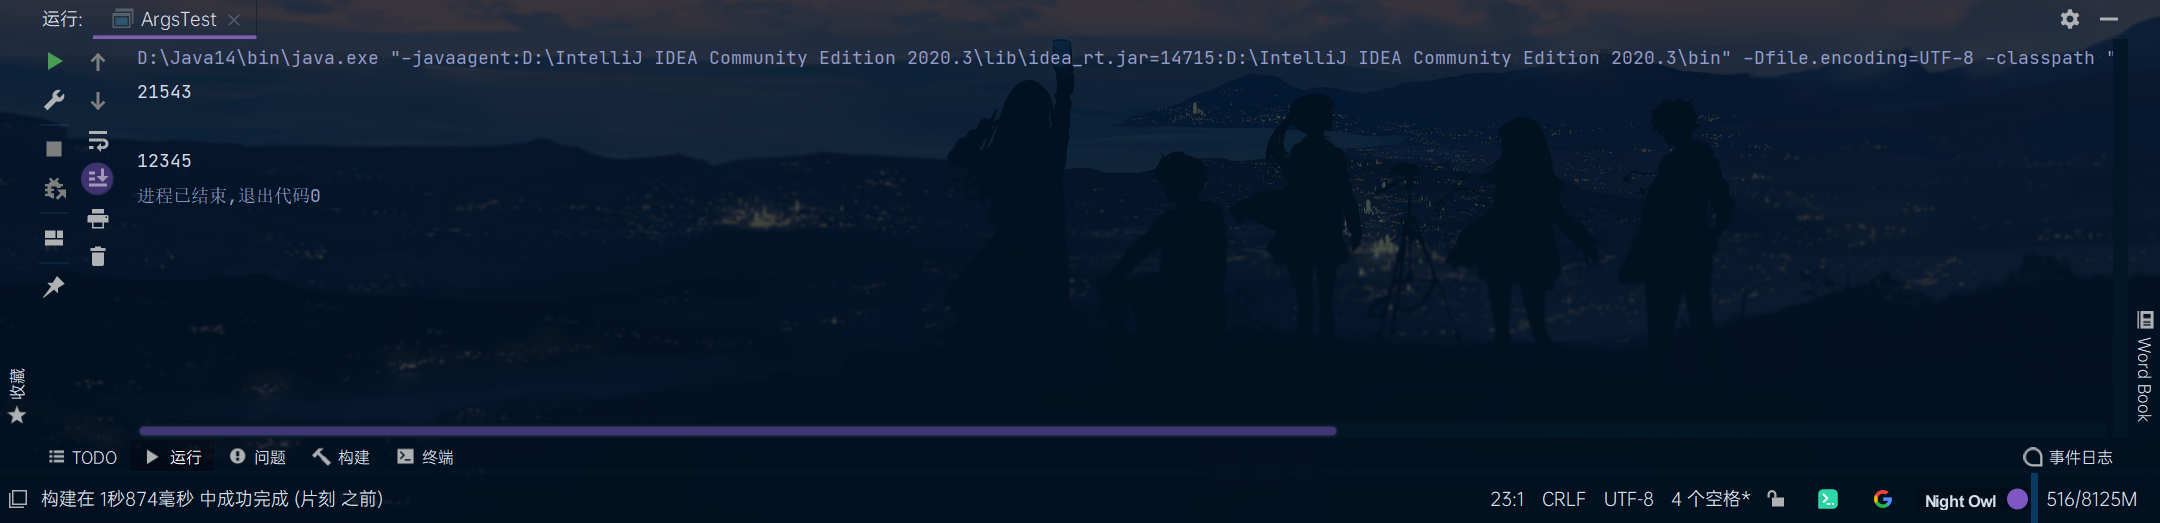 运行: ArgsTest
D:\Java14\bin\java.exe "-javaagent:D:\IntelliJ IDEA Community Edition 2020.3\lib\idea_rt.jar=14715:D:\IntelliJ IDEA Community Edition 2020.3\bin" -Dfile.encoding=UTF-8 -classpath "
21543
12345
进程已结束,退出代码0
收藏
Word Book
TODO 运行 问题 构建 终端 事件日志
构建在 1秒874毫秒 中成功完成 (片刻 之前) 23:1 CRLF UTF-8 4 个空格* Night Owl 516/8125M